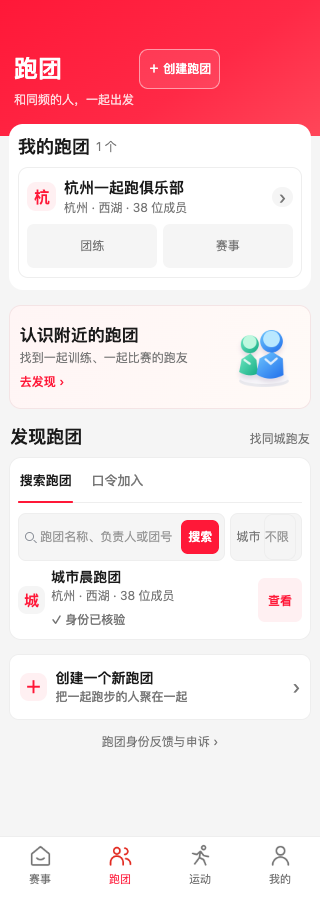 跑团
+ 创建跑团
和同频的人，一起出发
我的跑团 1 个
杭
杭州一起跑俱乐部
杭州 · 西湖 · 38 位成员
团练
赛事
认识附近的跑团
找到一起训练、一起比赛的跑友
去发现 ›
发现跑团
找同城跑友
搜索跑团
口令加入
跑团名称、负责人或团号
搜索
城市 不限
城
城市晨跑团
杭州 · 西湖 · 38 位成员
✓ 身份已核验
查看
创建一个新跑团
把一起跑步的人聚在一起
跑团身份反馈与申诉 ›
赛事
跑团
运动
我的